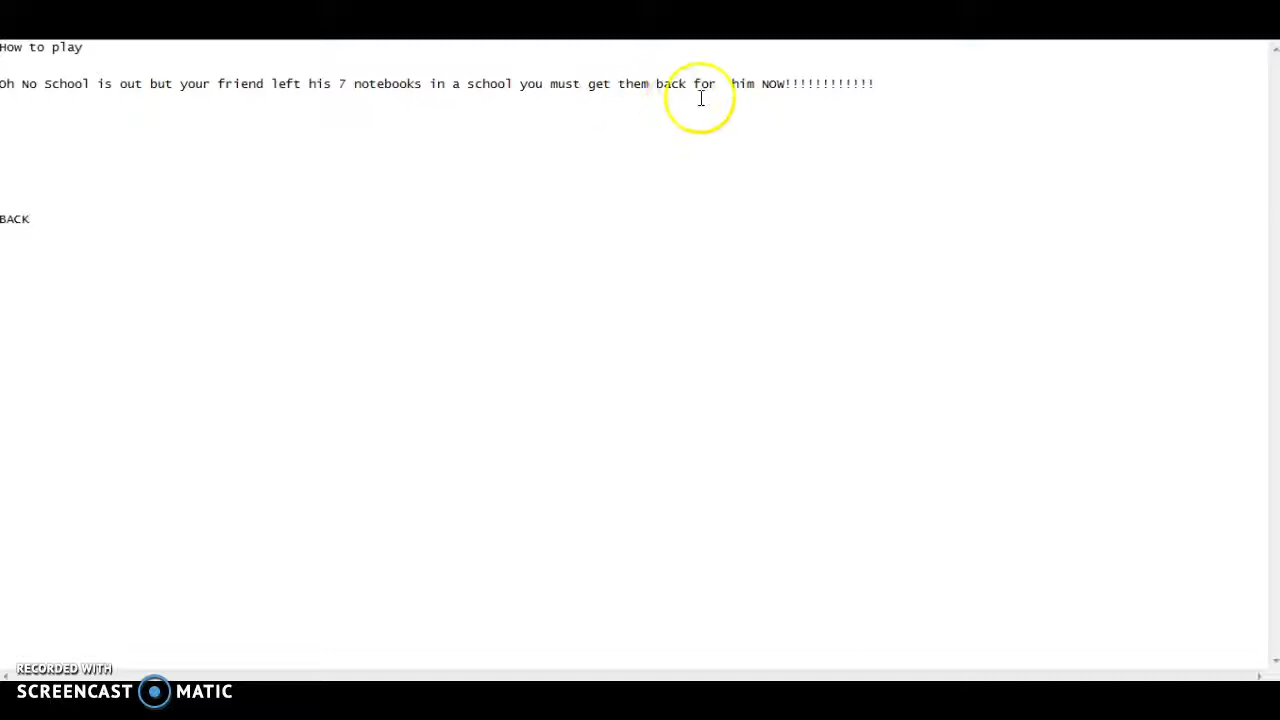 How to play
Oh No School is out but your friend left his 7 notebooks in a school you must get them back for  him NOW!!!!!!!!!!!!
BACK
RECORDED WITH
SCREENCAST MATIC